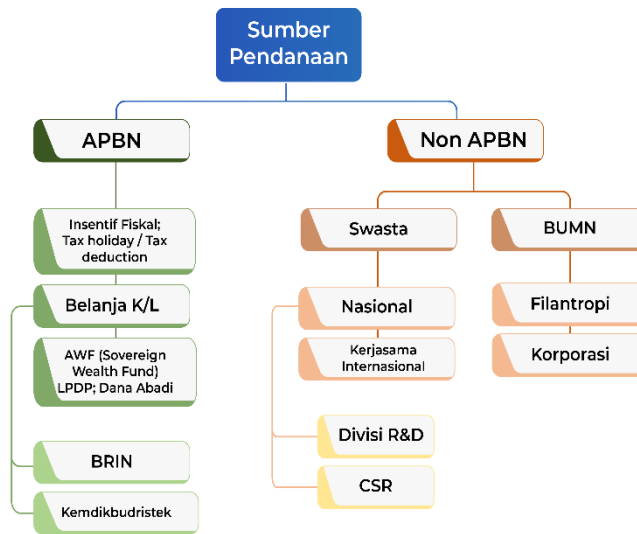 Sumber
Pendanaan
APBN
Non APBN
Insentif Fiskal;
Tax holiday / Tax
deduction
Swasta
BUMN
Belanja K/L
Nasional
Filantropi
AWF (Sovereign
Wealth Fund)
LPDP; Dana Abadi
Kerjasama
Internasional
Korporasi
BRIN
Divisi R&D
Kemdikbudristek
CSR